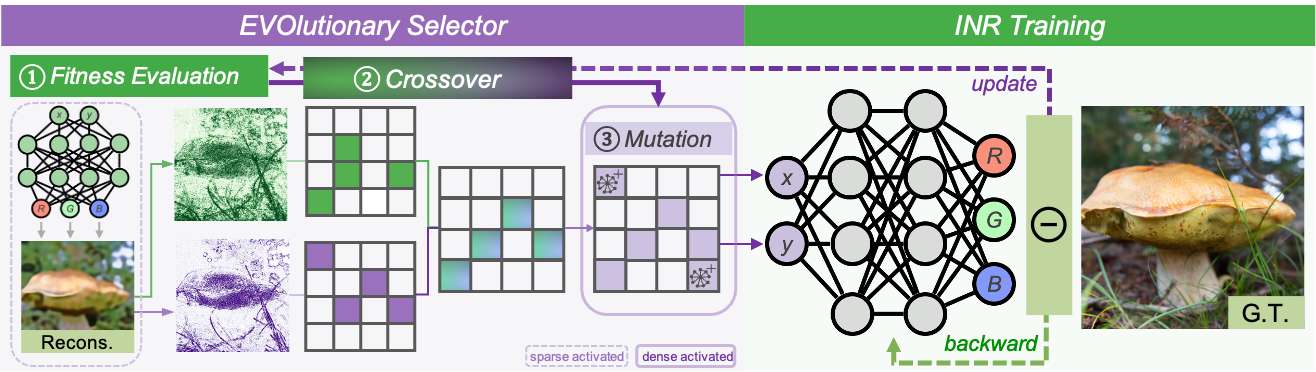 EVOlutionary Selector
INR Training
① Fitness Evaluation
② Crossover
update
③ Mutation
x y
R G B
Recons.
x
y
R
G
B
−
G.T.
backward
sparse activated
dense activated